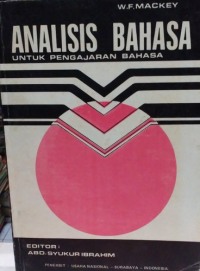 W.F.MACKEY
ANALISIS BAHASA
UNTUK PENGAJARAN BAHASA
EDITOR :
ABD. SYUKUR IBRAHIM
USAHA NASIONAL - SURABAYA - INDONESIA